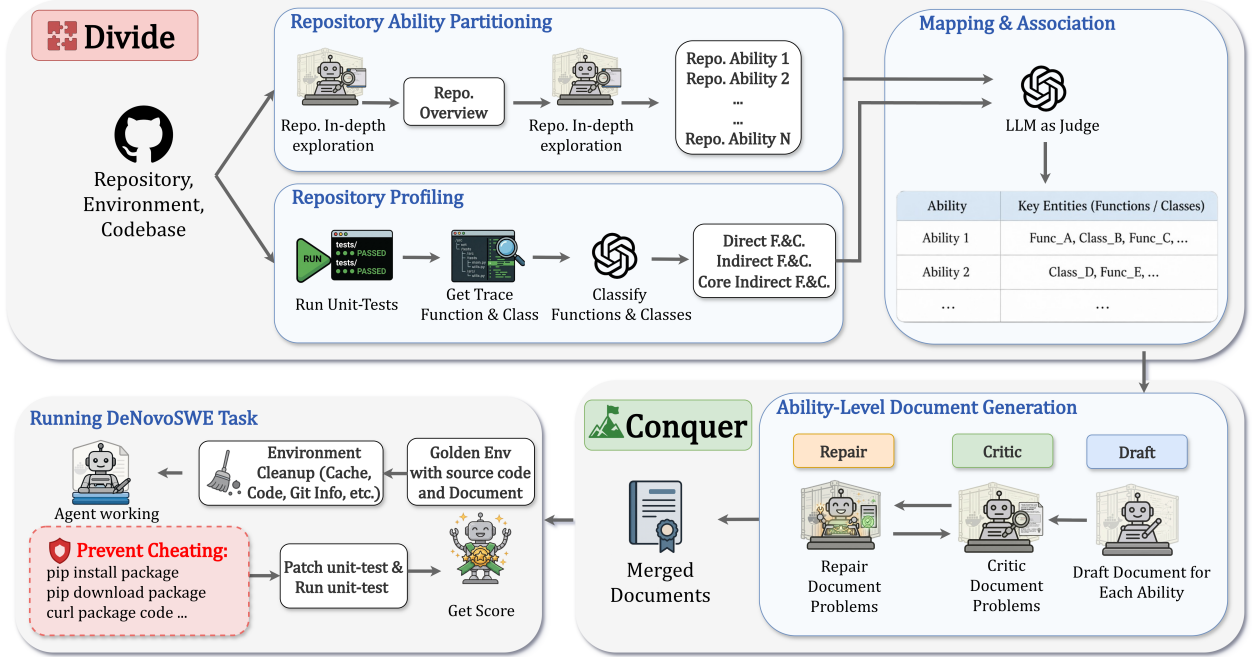 Divide
Repository,
Environment,
Codebase
Repository Ability Partitioning
Repo. In-depth
exploration
Repo.
Overview
Repo. In-depth
exploration
Repo. Ability 1
Repo. Ability 2
...
...
Repo. Ability N
Repository Profiling
RUN
tests/
PASSED
tests/
PASSED
Run Unit-Tests
Get Trace
Function & Class
Classify
Functions & Classes
Direct F.&C.
Indirect F.&C.
Core Indirect F.&C.
Mapping & Association
LLM as Judge
Ability Key Entities (Functions / Classes)
Ability 1 Func_A, Class_B, Func_C, ...
Ability 2 Class_D, Func_E, ...
... ...
Conquer
Ability-Level Document Generation
Repair
Critic
Draft
Repair
Document
Problems
Critic
Document
Problems
Draft Document for
Each Ability
Merged
Documents
Running DeNovoSWE Task
Agent working
Environment
Cleanup (Cache,
Code, Git Info, etc.)
Golden Env
with source code
and Document
Prevent Cheating:
pip install package
pip download package
curl package code ...
Patch unit-test &
Run unit-test
Get Score